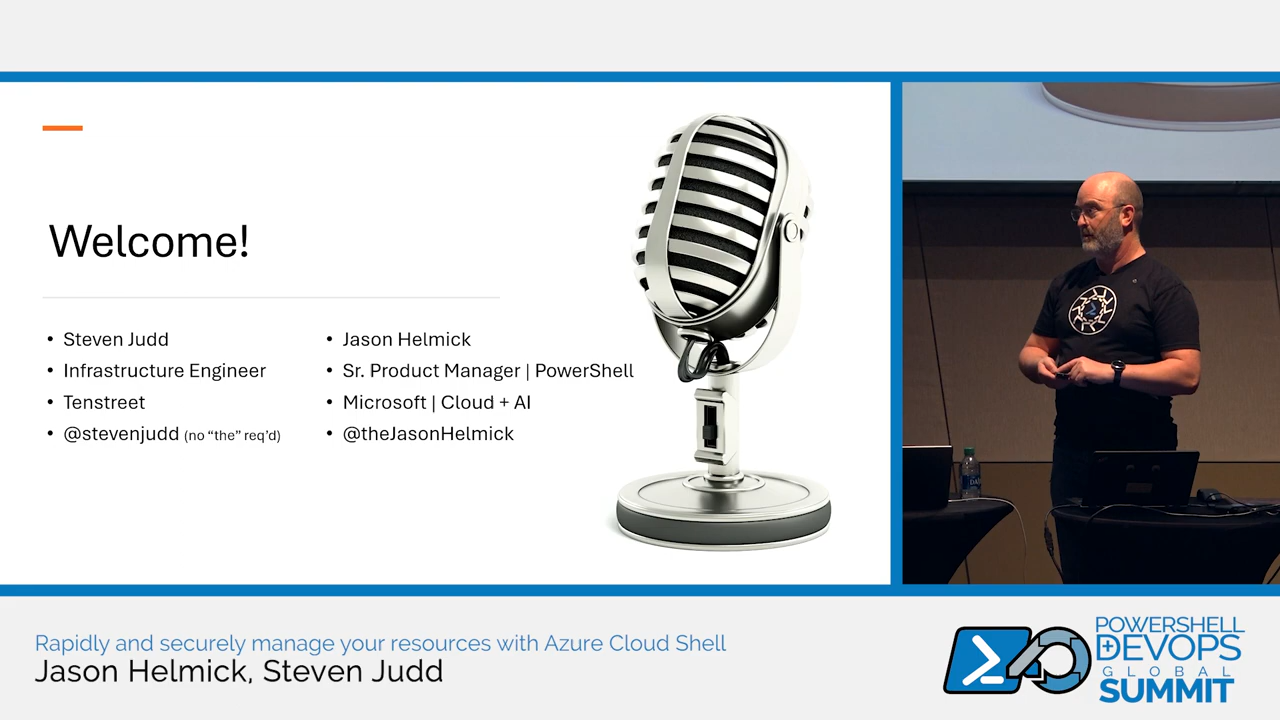 Welcome!
• Steven Judd
• Infrastructure Engineer
• Tenstreet
• @stevenjudd (no “the” req’d)
• Jason Helmick
• Sr. Product Manager | PowerShell
• Microsoft | Cloud + AI
• @theJasonHelmick
Rapidly and securely manage your resources with Azure Cloud Shell
Jason Helmick, Steven Judd
POWERSHELL
DEVOPS
GLOBAL
SUMMIT